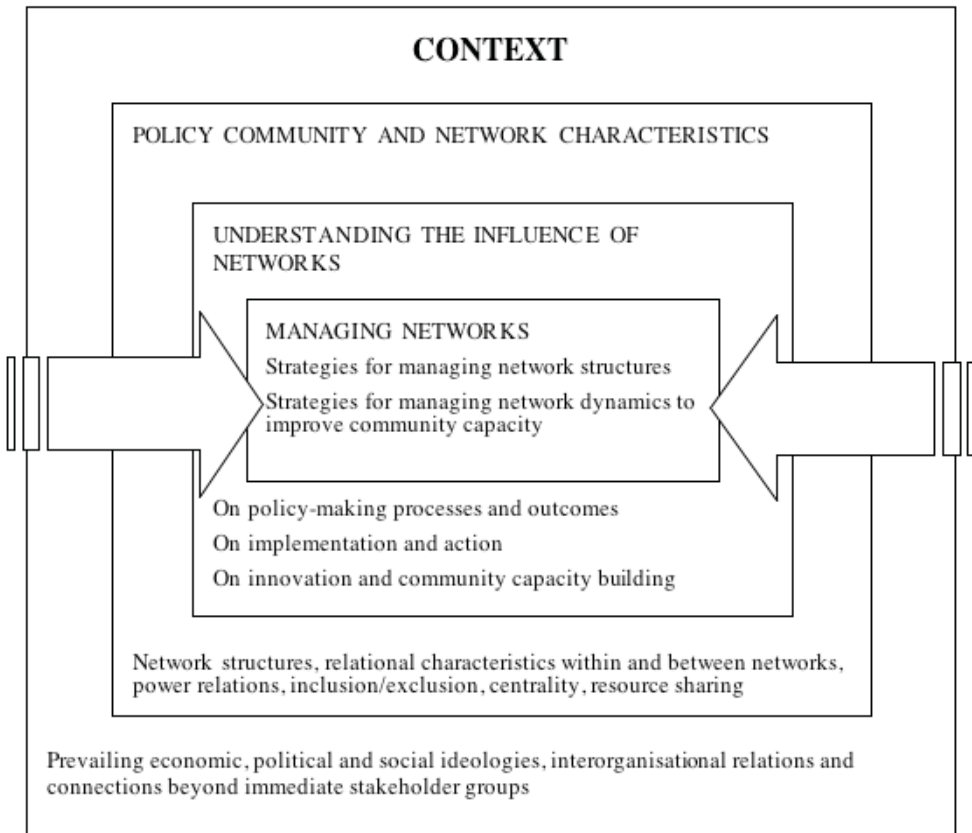 CONTEXT
POLICY COMMUNITY AND NETWORK CHARACTERISTICS
UNDERSTANDING THE INFLUENCE OF
NETWORKS
MANAGING NETWORKS
Strategies for managing network structures
Strategies for managing network dynamics to
improve community capacity
On policy-making processes and outcomes
On implementation and action
On innovation and community capacity building
Network structures, relational characteristics within and between networks,
power relations, inclusion/exclusion, centrality, resource sharing
Prevailing economic, political and social ideologies, interorganisational relations and
connections beyond immediate stakeholder groups